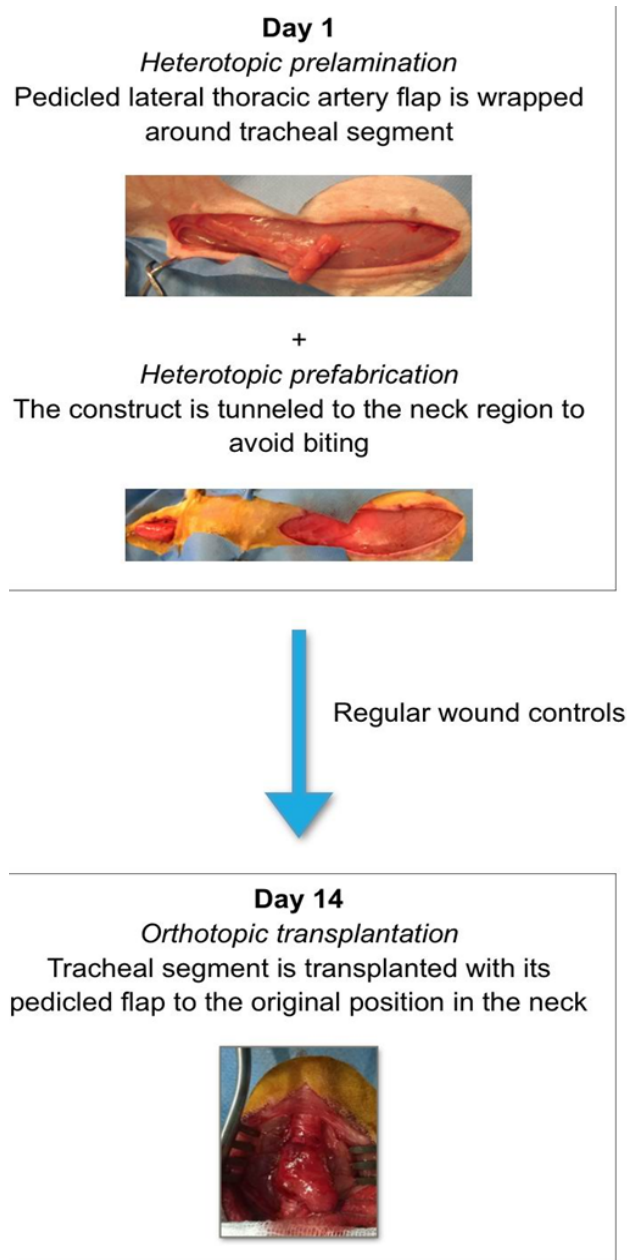 Day 1
Heterotopic prelamination
Pedicled lateral thoracic artery flap is wrapped
around tracheal segment
+
Heterotopic prefabrication
The construct is tunneled to the neck region to
avoid biting
Regular wound controls
Day 14
Orthotopic transplantation
Tracheal segment is transplanted with its
pedicled flap to the original position in the neck